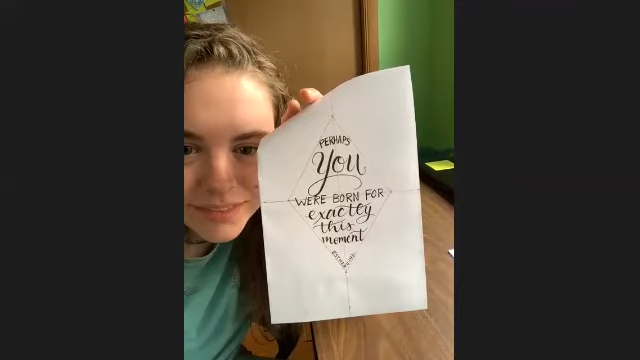 PERHAPS
you
WERE BORN FOR
exactly
this
moment